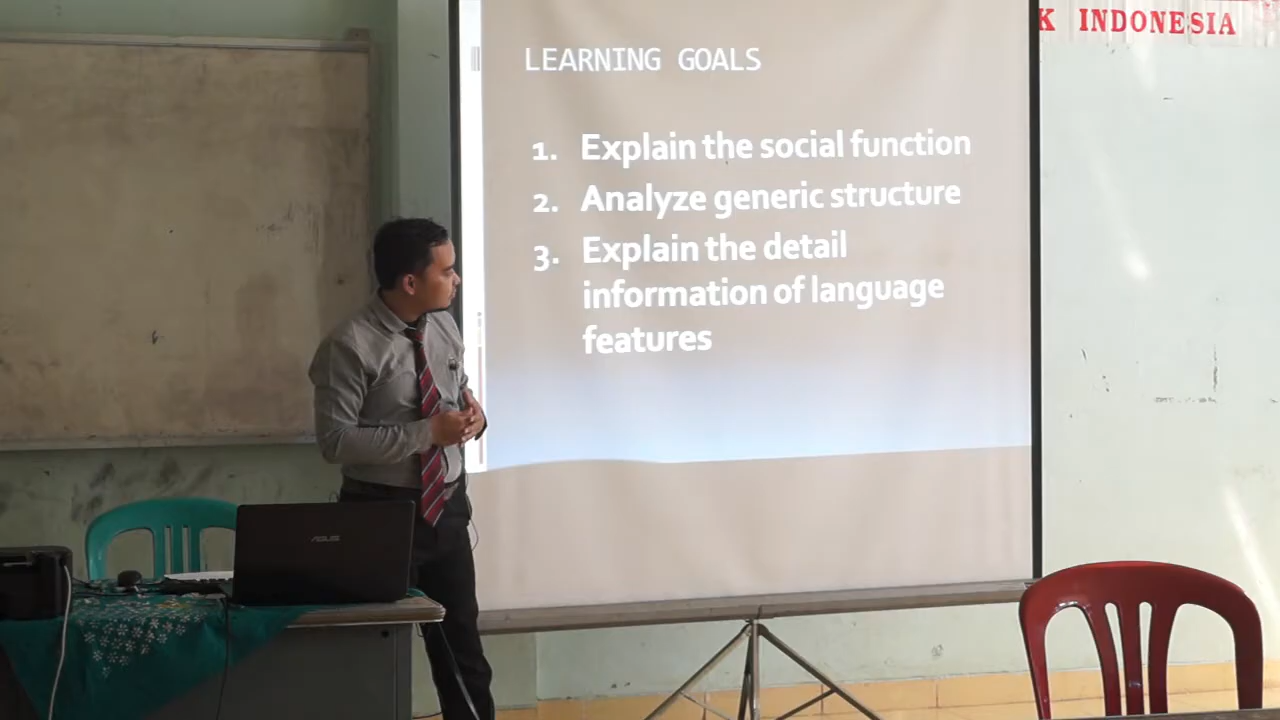 K INDONESIA
LEARNING GOALS
1. Explain the social function
2. Analyze generic structure
3. Explain the detail
information of language
features
ASUS